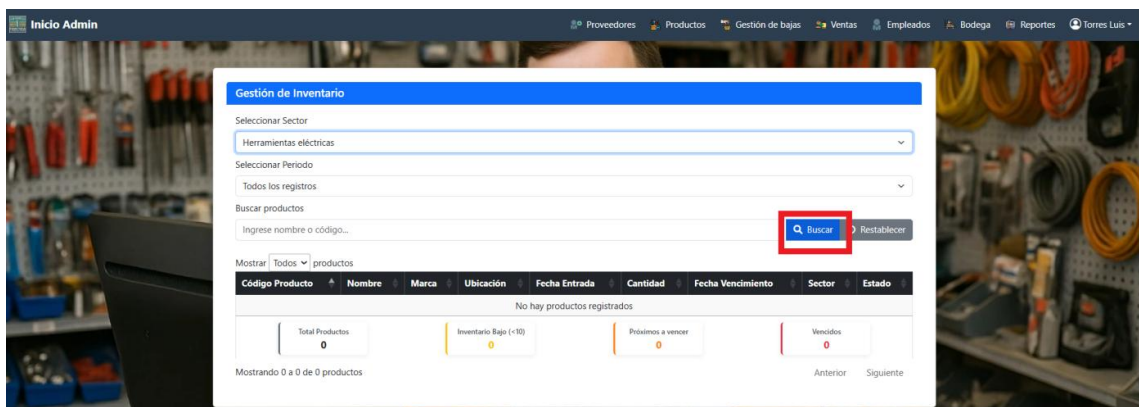 Inicio Admin Proveedores Productos Gestión de bajas Ventas Empleados Bodega Reportes Torres Luis
Gestión de Inventario
Seleccionar Sector
Herramientas eléctricas
Seleccionar Periodo
Todos los registros
Buscar productos
Ingrese nombre o código... Buscar Restablecer
Mostrar Todos productos
Código Producto Nombre Marca Ubicación Fecha Entrada Cantidad Fecha Vencimiento Sector Estado
No hay productos registrados
Total Productos Inventario Bajo (<10) Próximos a vencer Vencidos
0 0 0 0
Mostrando 0 a 0 de 0 productos Anterior Siguiente